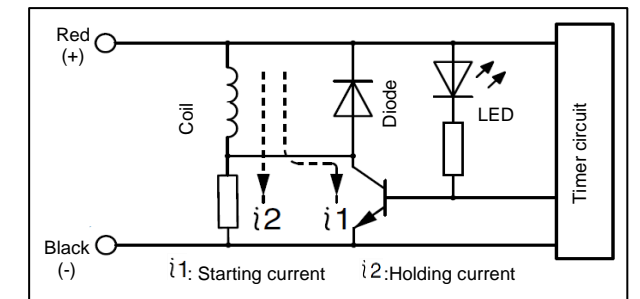 Red
(+)
Coil
Diode
LED
Timer circuit
i2
i1
Black
(-)
i1: Starting current
i2:Holding current